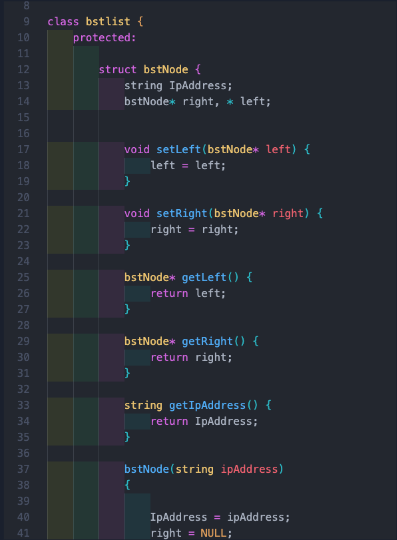 8
9 class bstlist {
10 protected:
11
12 struct bstNode {
13 string IpAddress;
14 bstNode* right, * left;
15
16
17 void setLeft(bstNode* left) {
18 left = left;
19 }
20
21 void setRight(bstNode* right) {
22 right = right;
23 }
24
25 bstNode* getLeft() {
26 return left;
27 }
28
29 bstNode* getRight() {
30 return right;
31 }
32
33 string getIpAddress() {
34 return IpAddress;
35 }
36
37 bstNode(string ipAddress)
38 {
39
40 IpAddress = ipAddress;
41 right = NULL;